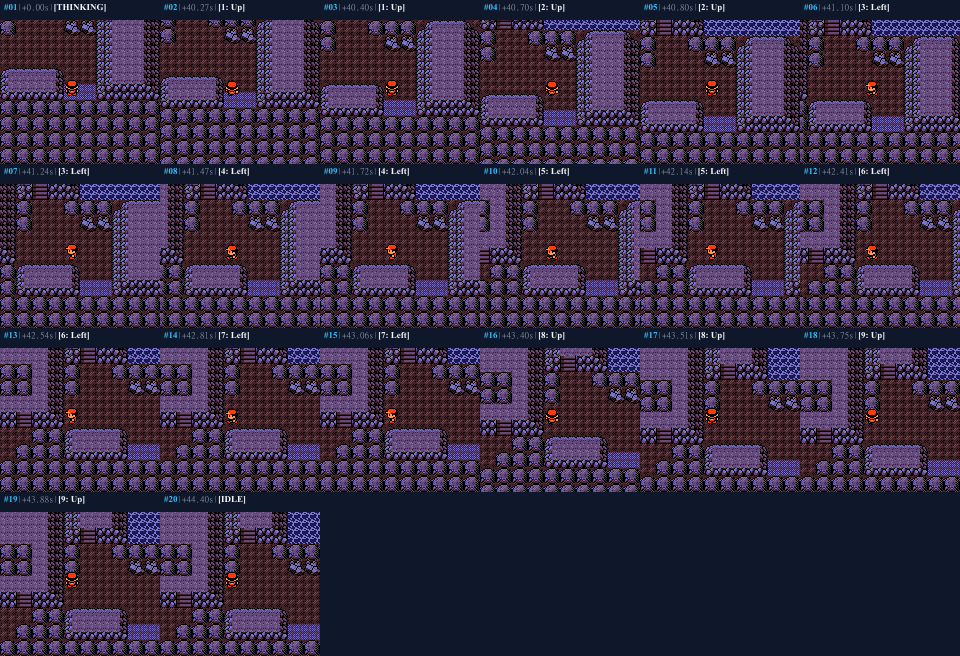 #01|+0.00s|[THINKING]
#02|+40.27s|[1: Up]
#03|+40.40s|[1: Up]
#04|+40.70s|[2: Up]
#05|+40.80s|[2: Up]
#06|+41.10s|[3: Left]
#07|+41.24s|[3: Left]
#08|+41.47s|[4: Left]
#09|+41.72s|[4: Left]
#10|+42.04s|[5: Left]
#11|+42.14s|[5: Left]
#12|+42.41s|[6: Left]
#13|+42.54s|[6: Left]
#14|+42.81s|[7: Left]
#15|+43.06s|[7: Left]
#16|+43.40s|[8: Up]
#17|+43.51s|[8: Up]
#18|+43.75s|[9: Up]
#19|+43.88s|[9: Up]
#20|+44.40s|[IDLE]